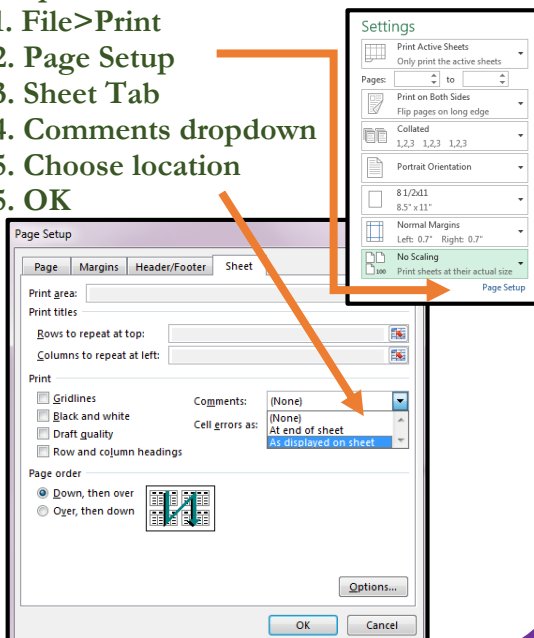 1. File>Print
2. Page Setup
3. Sheet Tab
4. Comments dropdown
5. Choose location
5. OK
Settings
Print Active Sheets
Only print the active sheets
Pages: to
Print on Both Sides
Flip pages on long edge
Collated
1,2,3 1,2,3 1,2,3
Portrait Orientation
8 1/2x11
8.5" x 11"
Normal Margins
Left: 0.7" Right: 0.7"
No Scaling
100 Print sheets at their actual size
Page Setup
Page Setup
Page Margins Header/Footer Sheet
Print area:
Print titles
Rows to repeat at top:
Columns to repeat at left:
Print
Gridlines Comments: (None)
Black and white (None)
Draft quality Cell errors as: At end of sheet
Row and column headings As displayed on sheet
Page order
Down, then over
Over, then down
Options...
OK Cancel